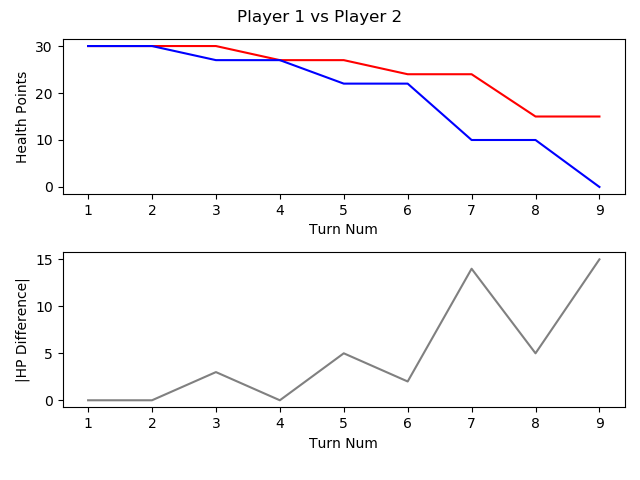 Player 1 vs Player 2
Health Points
30
20
10
0
1 2 3 4 5 6 7 8 9
Turn Num
|HP Difference|
15
10
5
0
1 2 3 4 5 6 7 8 9
Turn Num